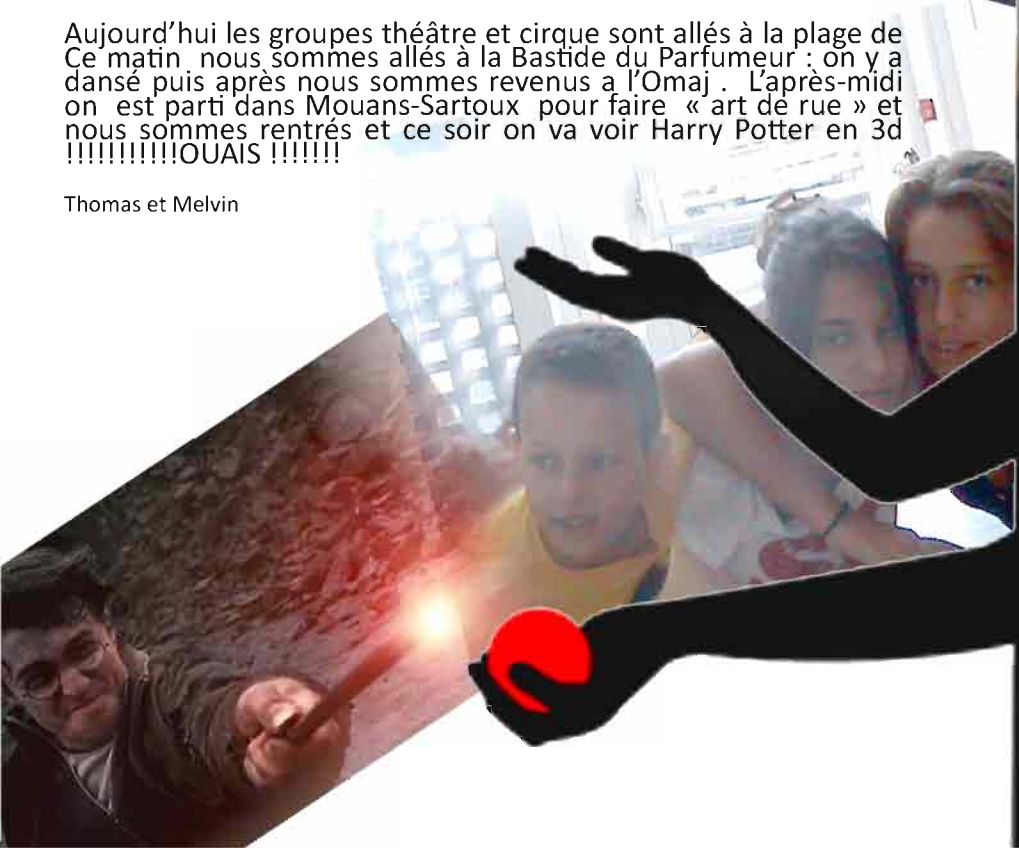 Aujourd’hui les groupes théâtre et cirque sont allés à la plage de
Ce matin  nous sommes allés à la Bastide du Parfumeur : on y a
dansé puis après nous sommes revenus a l’Omaj .  L’après-midi
on  est parti dans Mouans-Sartoux  pour faire  « art de rue » et
nous sommes rentrés et ce soir on va voir Harry Potter en 3d
!!!!!!!!!!!OUAIS !!!!!!!
Thomas et Melvin